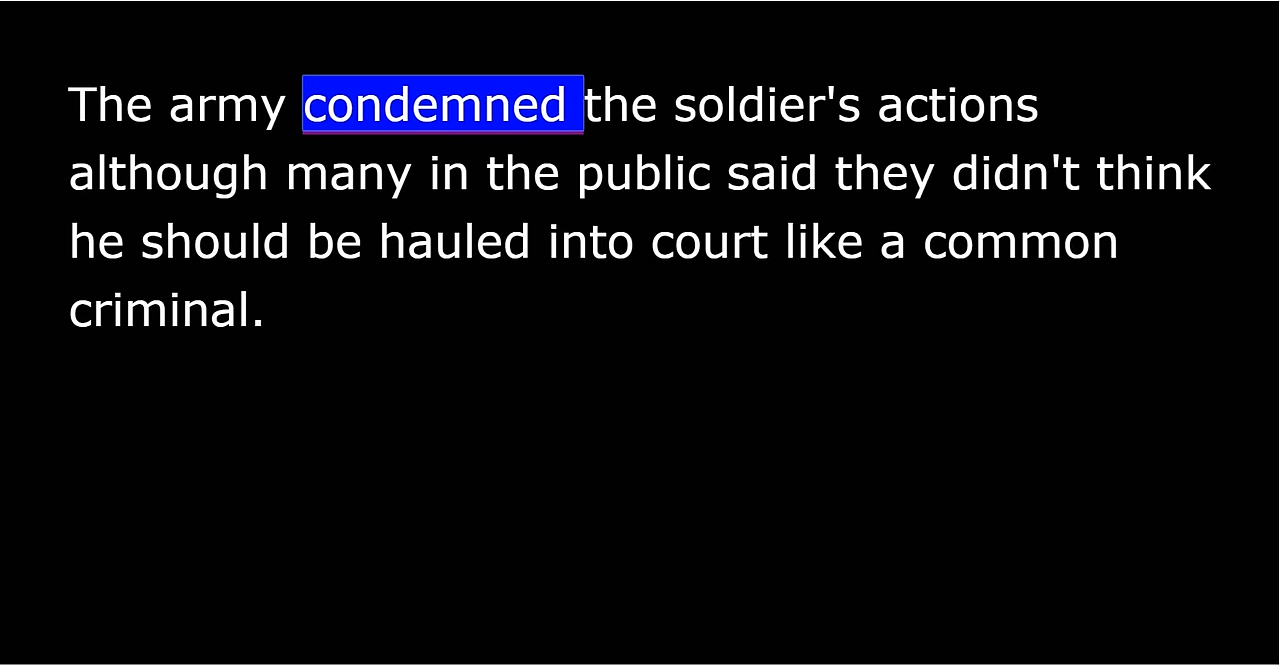 The army condemned the soldier's actions
although many in the public said they didn't think
he should be hauled into court like a common
criminal.